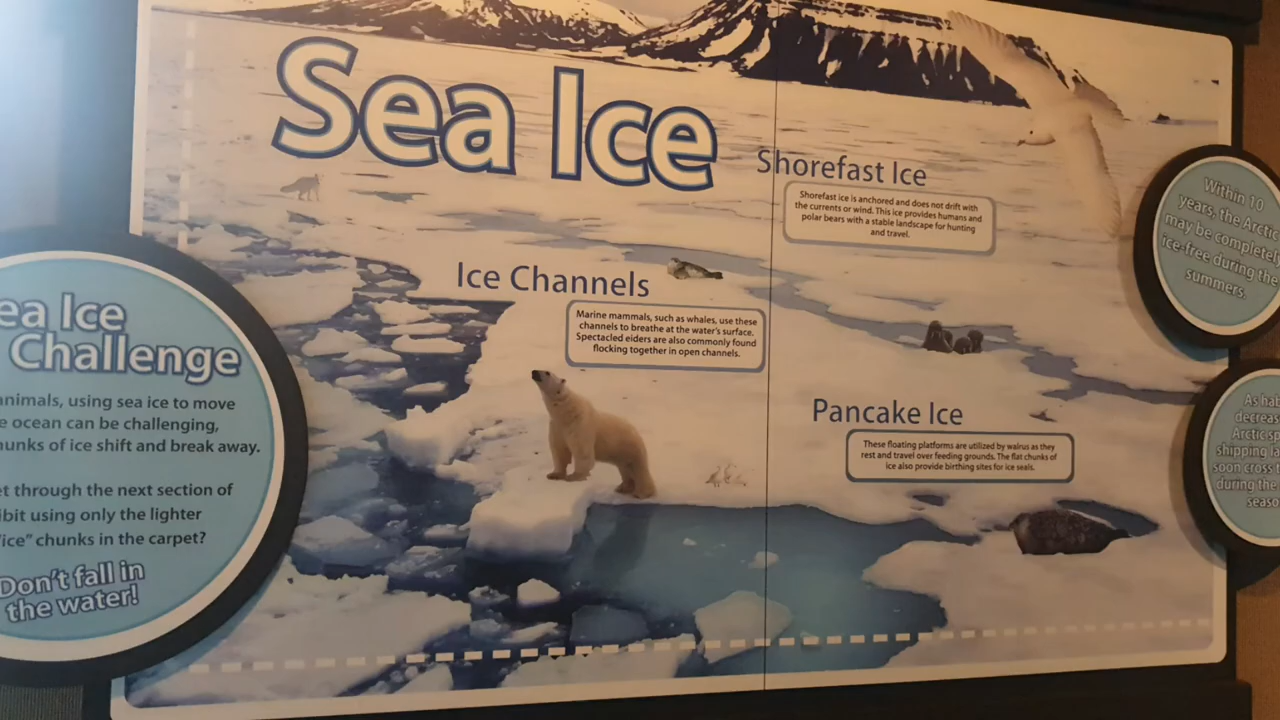 Sea Ice
Shorefast Ice
Shorefast ice is anchored and does not drift with
the currents or wind. This ice provides humans and
polar bears with a stable landscape for hunting
and travel.
Ice Channels
Marine mammals, such as whales, use these
channels to breathe at the water's surface.
Spectacled eiders are also commonly found
flocking together in open channels.
Pancake Ice
These floating platforms are utilized by walrus as they
rest and travel over feeding grounds. The flat chunks of
ice also provide birthing sites for ice seals.
ea Ice
Challenge
animals, using sea ice to move
e ocean can be challenging,
hunks of ice shift and break away.
et through the next section of
ibit using only the lighter
"ice" chunks in the carpet?
Don't fall in
the water!
Within 10
years, the Arctic
may be completely
ice-free during the
summers.
As hab
decreas
Arctic sp
shipping la
soon cross t
during the
seaso